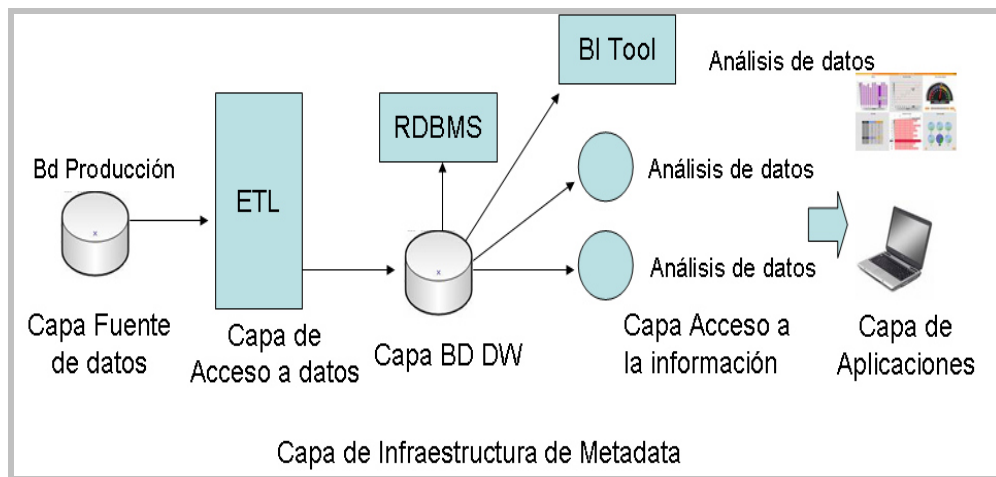 BI Tool
Análisis de datos
RDBMS
Bd Producción
ETL
Análisis de datos
x
x
Análisis de datos
Capa Fuente
de datos
Capa de
Acceso a datos
Capa BD DW
Capa Acceso a
la información
Capa de
Aplicaciones
Capa de Infraestructura de Metadata